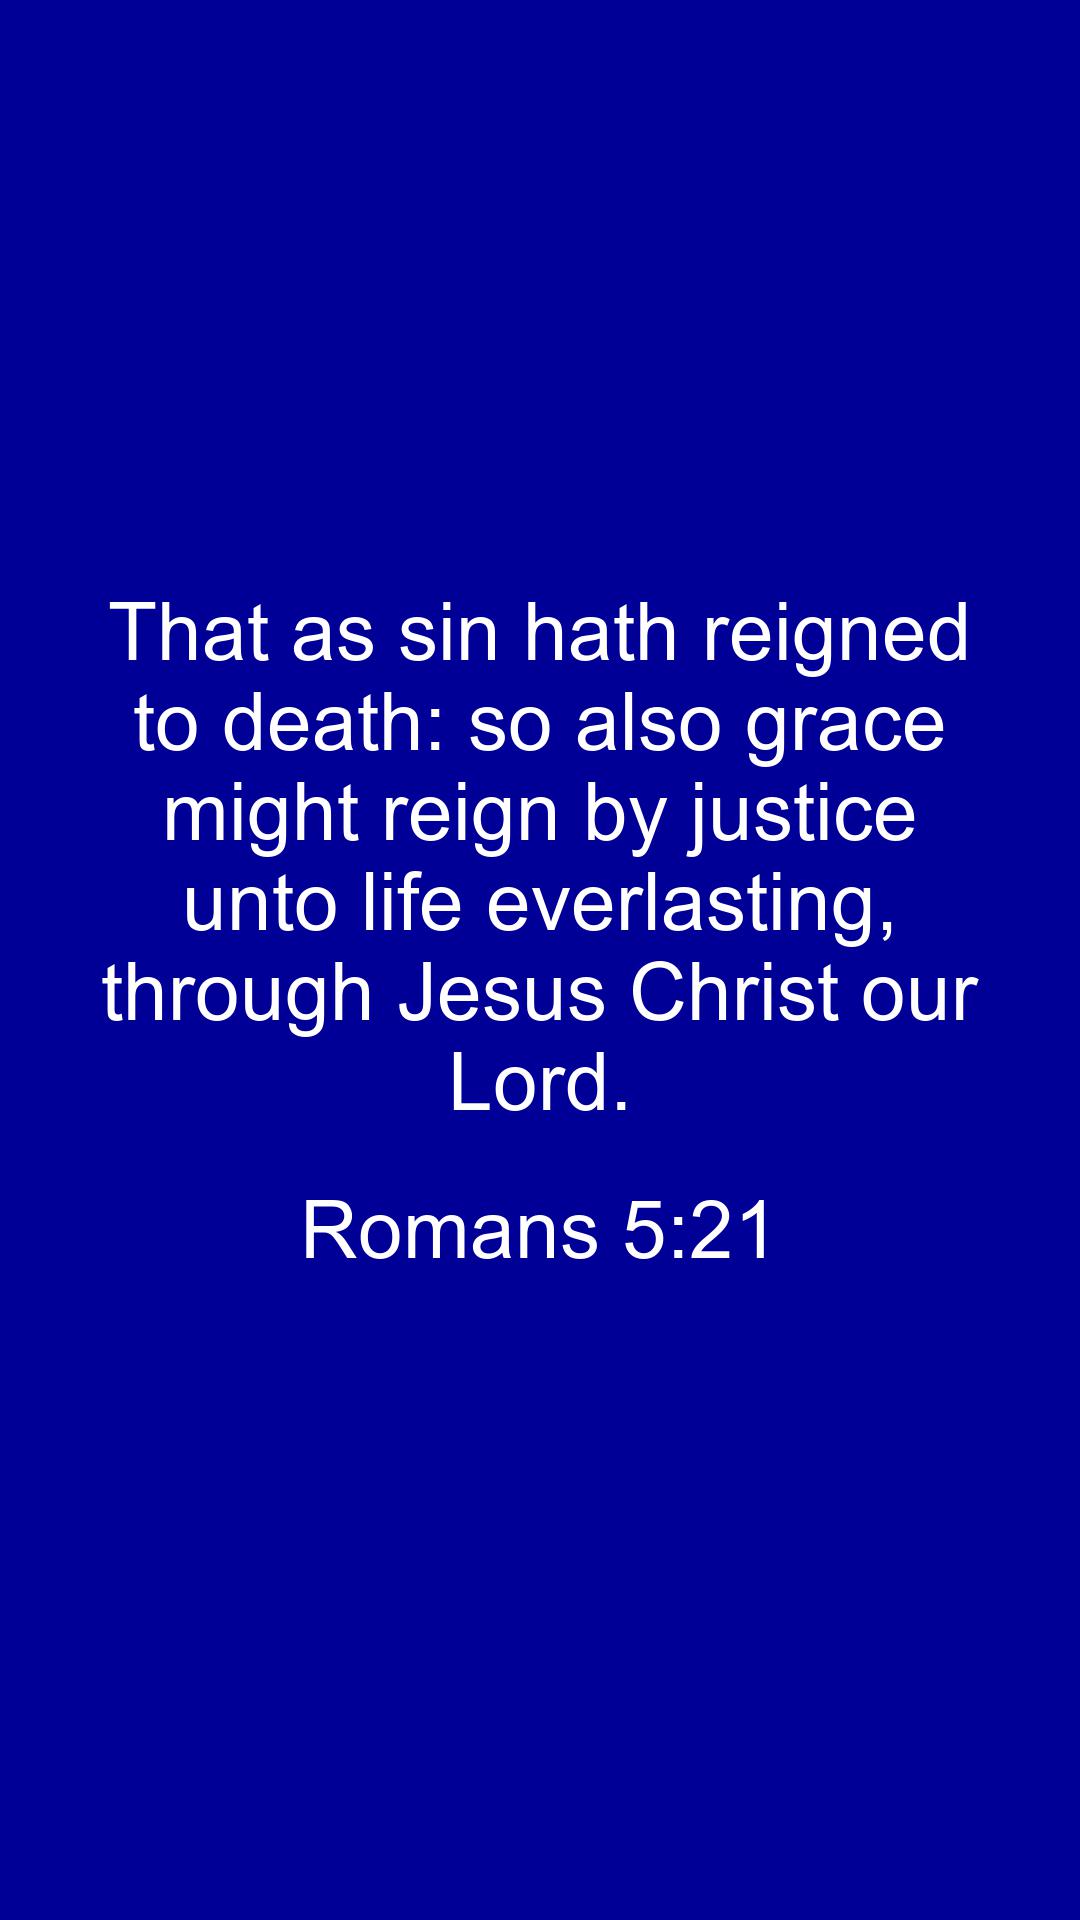 That as sin hath reigned
to death: so also grace
might reign by justice
unto life everlasting,
through Jesus Christ our
Lord.
Romans 5:21